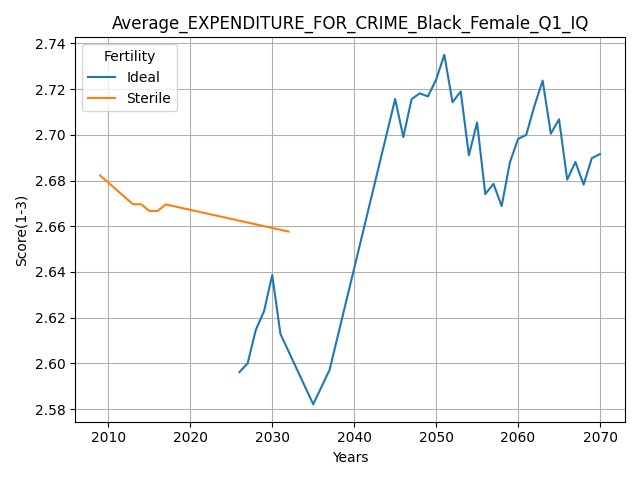 Average_EXPENDITURE_FOR_CRIME_Black_Female_Q1_IQ
Fertility
Ideal
Sterile
Score(1-3)
2.74
2.72
2.70
2.68
2.66
2.64
2.62
2.60
2.58
2010 2020 2030 2040 2050 2060 2070
Years